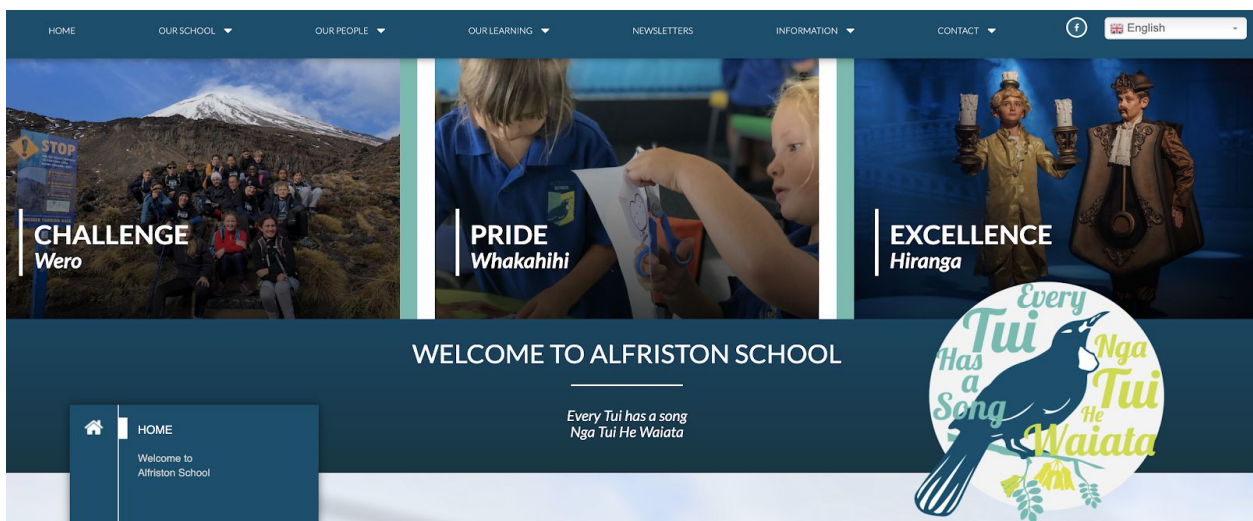 HOME
OUR SCHOOL
OUR PEOPLE
OUR LEARNING
NEWSLETTERS
INFORMATION
CONTACT
English
STOP
CHALLENGE
Wero
PRIDE
Whakahihi
EXCELLENCE
Hiranga
WELCOME TO ALFRISTON SCHOOL
Every Tui has a song
Nga Tui He Waiata
Every
Tui
Has
a
Song
Nga
Tui
He
Waiata
HOME
Welcome to
Alfriston School